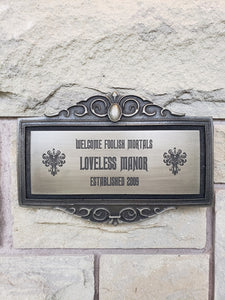 WELCOME FOOLISH MORTALS
LOVELESS MANOR
ESTABLISHED 2009